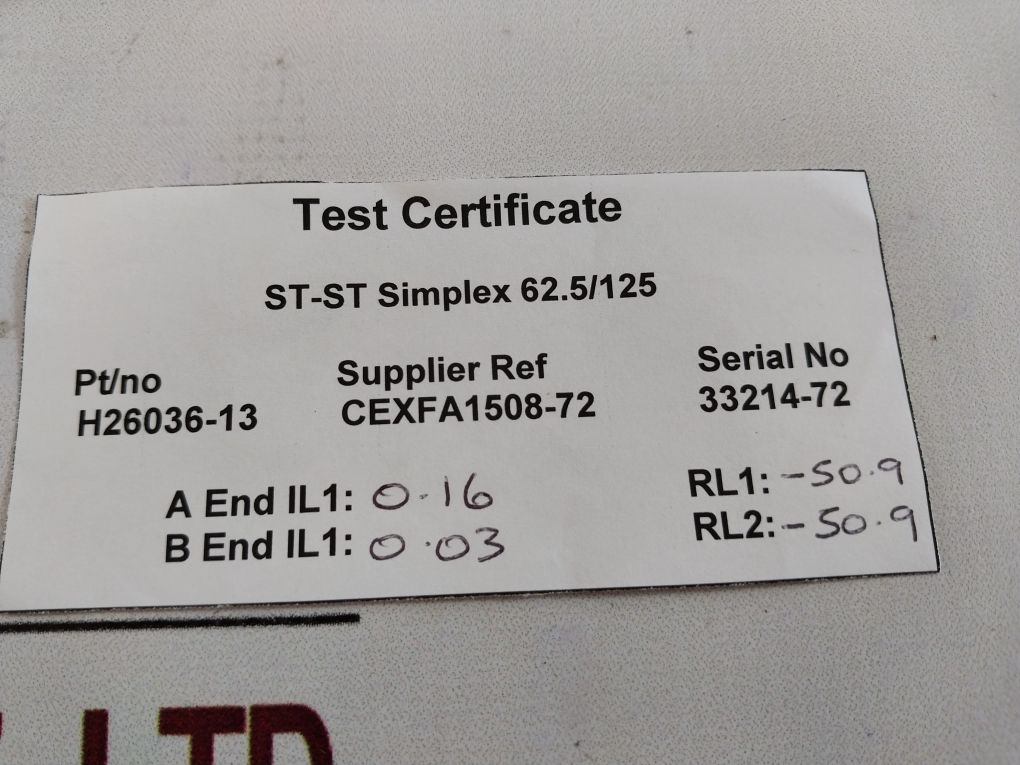 Test Certificate
ST-ST Simplex 62.5/125
Pt/no Supplier Ref Serial No
H26036-13 CEXFA1508-72 33214-72
A End IL1: 0.16 RL1: -50.9
B End IL1: 0.03 RL2: -50.9
LTD